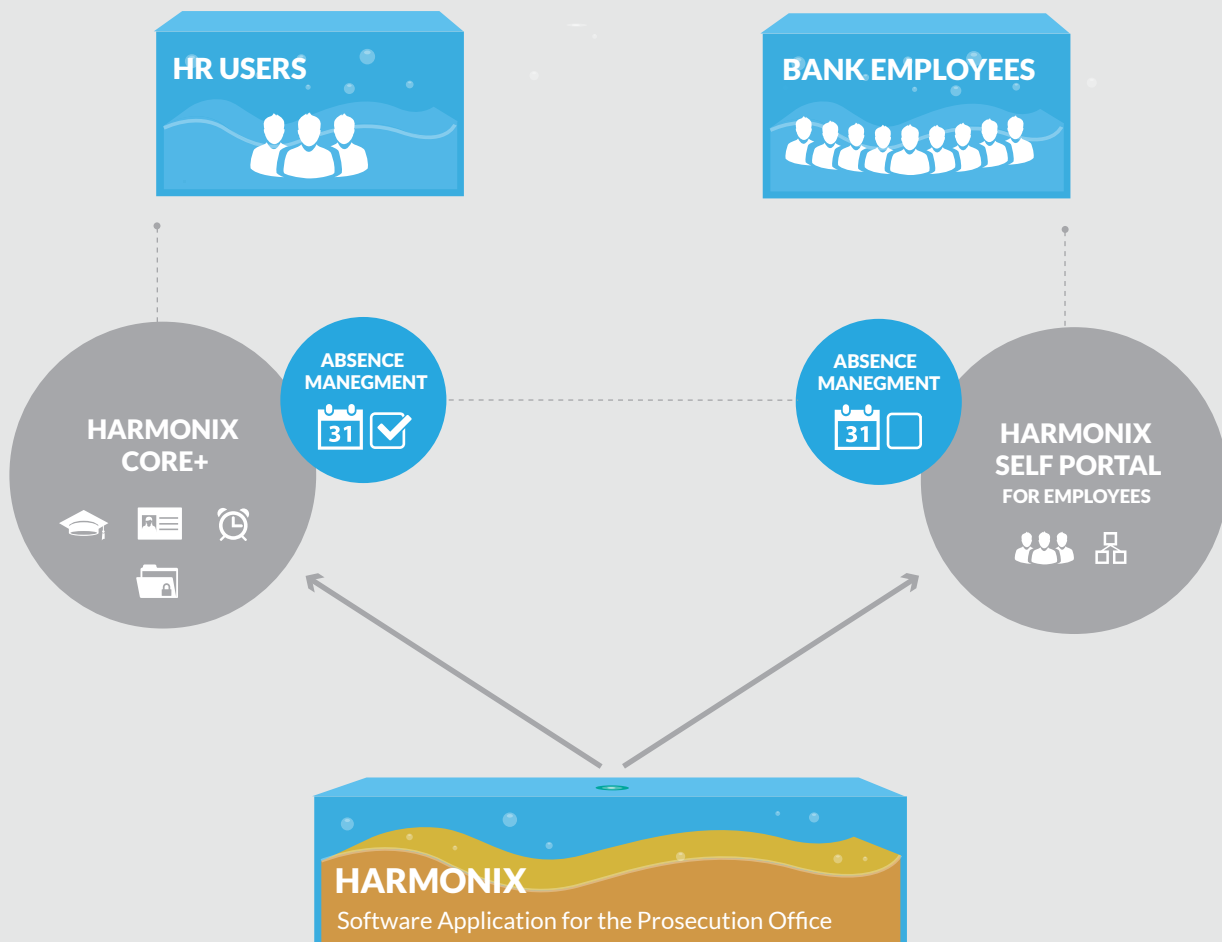 HR USERS
BANK EMPLOYEES
ABSENCE
MANEGMENT
31
ABSENCE
MANEGMENT
31
HARMONIX
CORE+
HARMONIX
SELF PORTAL
FOR EMPLOYEES
HARMONIX
Software Application for the Prosecution Office